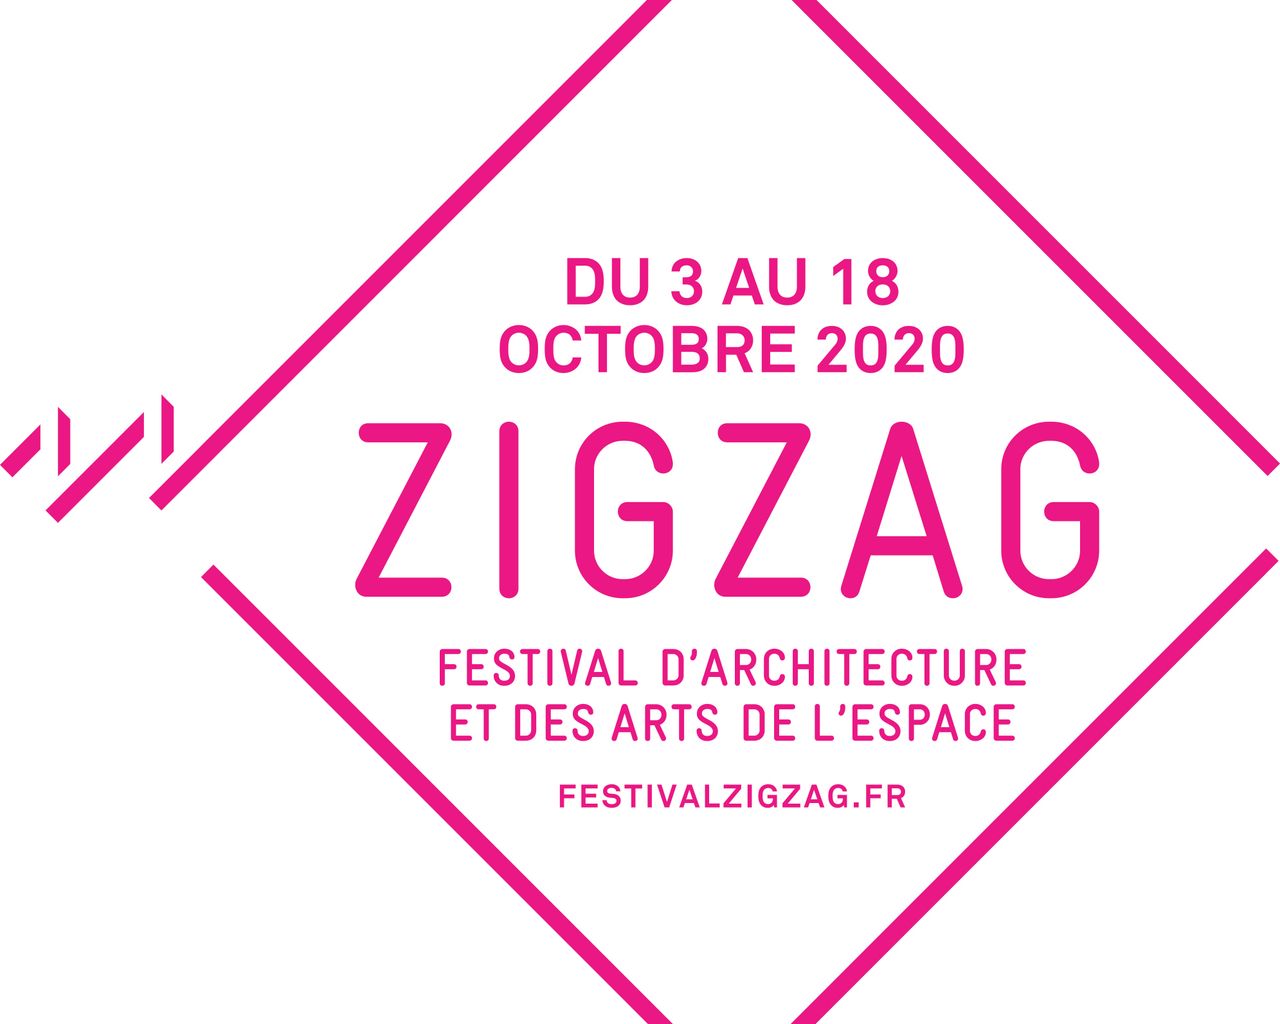 DU 3 AU 18
OCTOBRE 2020
ZIGZAG
FESTIVAL D’ARCHITECTURE
ET DES ARTS DE L’ESPACE
FESTIVALZIGZAG.FR